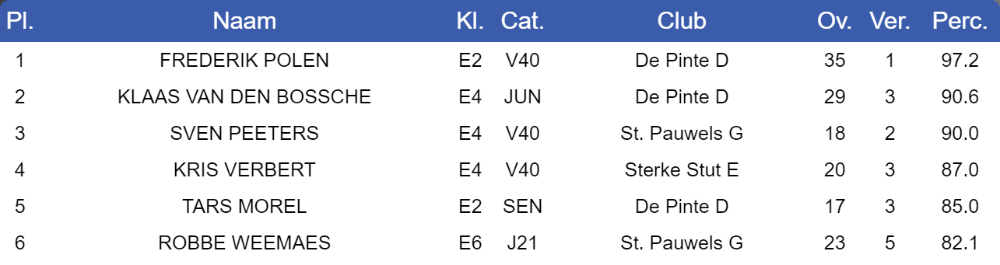 Pl. Naam Kl. Cat. Club Ov. Ver. Perc.
1 FREDERIK POLEN E2 V40 De Pinte D 35 1 97.2
2 KLAAS VAN DEN BOSSCHE E4 JUN De Pinte D 29 3 90.6
3 SVEN PEETERS E4 V40 St. Pauwels G 18 2 90.0
4 KRIS VERBERT E4 V40 Sterke Stut E 20 3 87.0
5 TARS MOREL E2 SEN De Pinte D 17 3 85.0
6 ROBBE WEEMAES E6 J21 St. Pauwels G 23 5 82.1